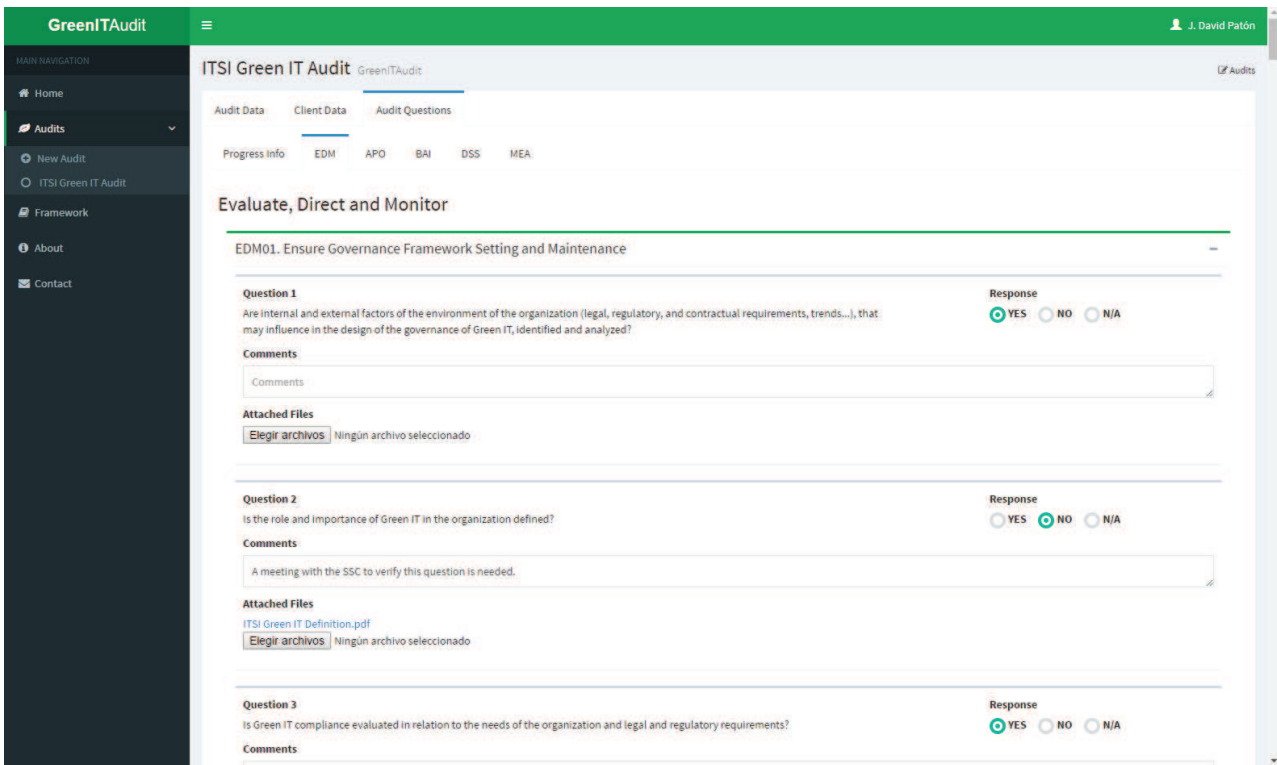 GreenITAudit
J. David Patón
MAIN NAVIGATION
Home
Audits
New Audit
ITSI Green IT Audit
Framework
About
Contact
ITSI Green IT Audit GreenITAudit
Audits
Audit Data Client Data Audit Questions
Progress Info EDM APO BAI DSS MEA
Evaluate, Direct and Monitor
EDM01. Ensure Governance Framework Setting and Maintenance
Question 1
Response
Are internal and external factors of the environment of the organization (legal, regulatory, and contractual requirements, trends...), that
may influence in the design of the governance of Green IT, identified and analyzed?
YES NO N/A
Comments
Comments
Attached Files
Elegir archivos Ningún archivo seleccionado
Question 2
Response
Is the role and importance of Green IT in the organization defined?
YES NO N/A
Comments
A meeting with the SSC to verify this question is needed.
Attached Files
ITSI Green IT Definition.pdf
Elegir archivos Ningún archivo seleccionado
Question 3
Response
Is Green IT compliance evaluated in relation to the needs of the organization and legal and regulatory requirements?
YES NO N/A
Comments